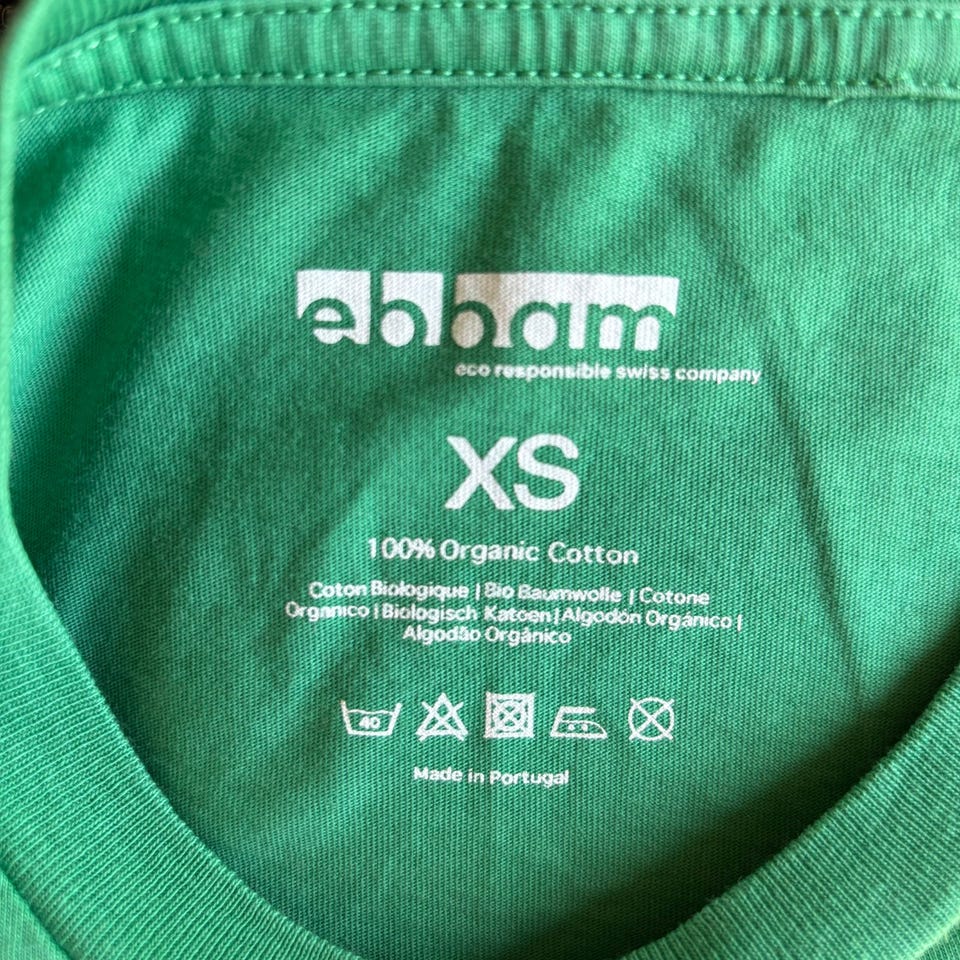 ebbam
eco responsible swiss company
XS
100% Organic Cotton
Coton Biologique | Bio Baumwolle | Cotone
Organico | Biologisch Katoen | Algodón Orgánico |
Algodão Orgânico
40
Made in Portugal